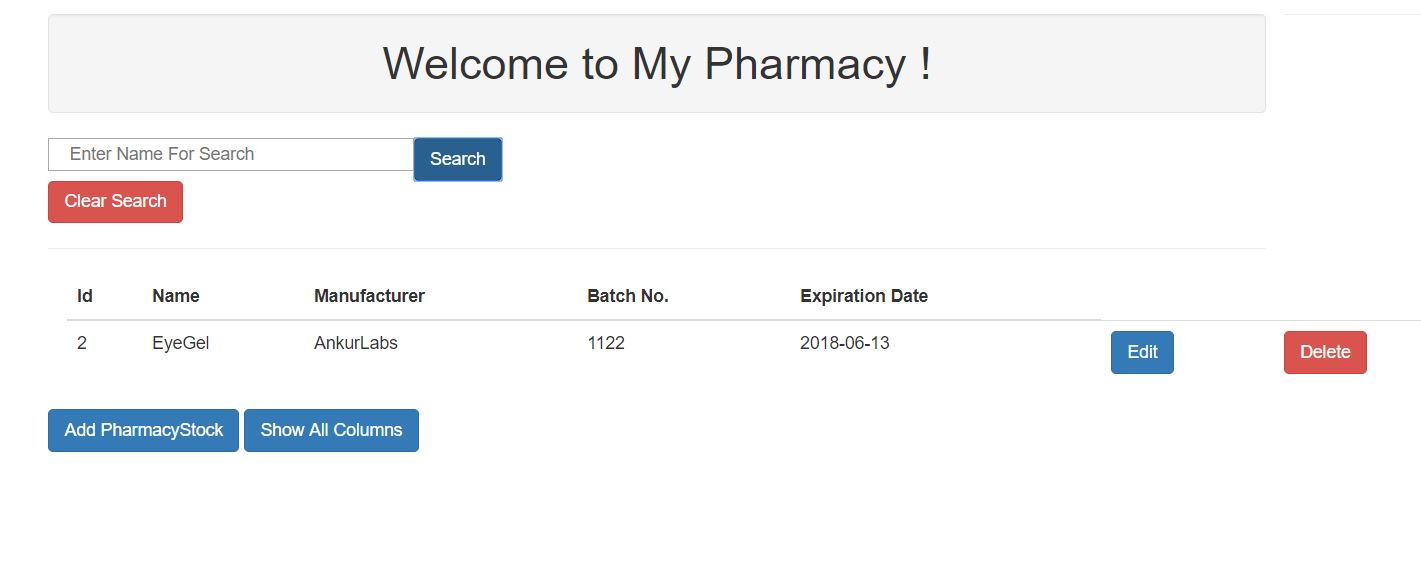 Welcome to My Pharmacy !
Enter Name For Search Search
Clear Search
Id Name Manufacturer Batch No. Expiration Date
2 EyeGel AnkurLabs 1122 2018-06-13 Edit Delete
Add PharmacyStock Show All Columns